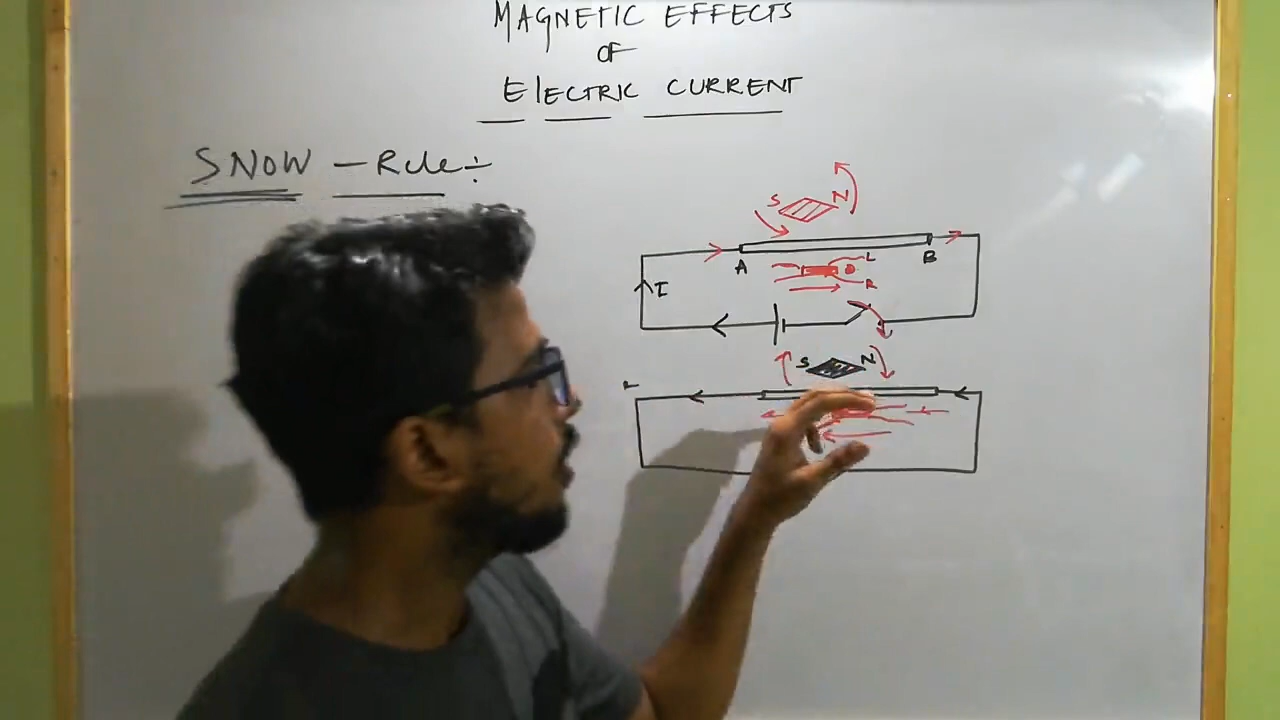 MAGNETIC EFFECTS
OF
ElECTRIC CURRENT
SNOW - Rule ÷
S N
A B
L
R
I
S N